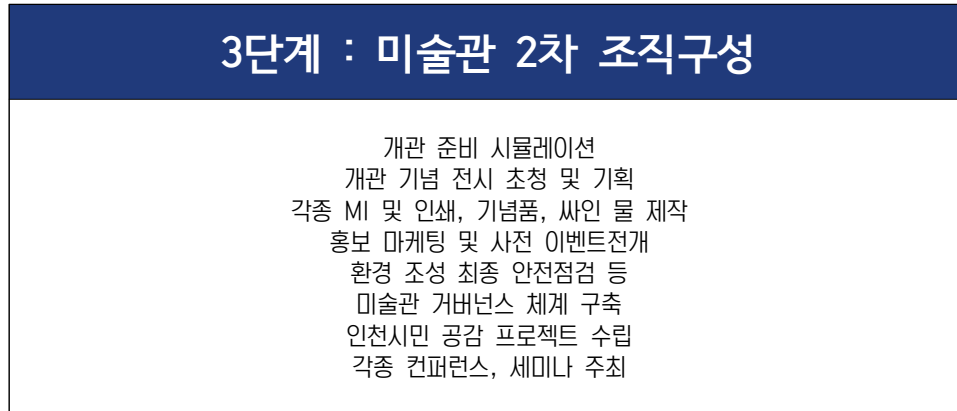 3단계 : 미술관 2차 조직구성
개관 준비 시뮬레이션
개관 기념 전시 초청 및 기획
각종 MI 및 인쇄, 기념품, 싸인 물 제작
홍보 마케팅 및 사전 이벤트전개
환경 조성 최종 안전점검 등
미술관 거버넌스 체계 구축
인천시민 공감 프로젝트 수립
각종 컨퍼런스, 세미나 주최